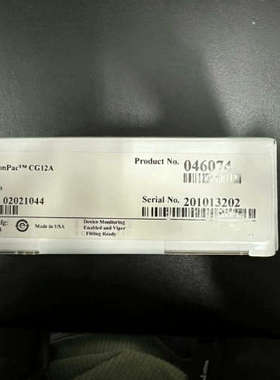 onPac™ CG12A
Product No. 046074
02021044
Serial No. 201013202
Made in USA
Device Monitoring
Enabled and Viper
Fitting Ready